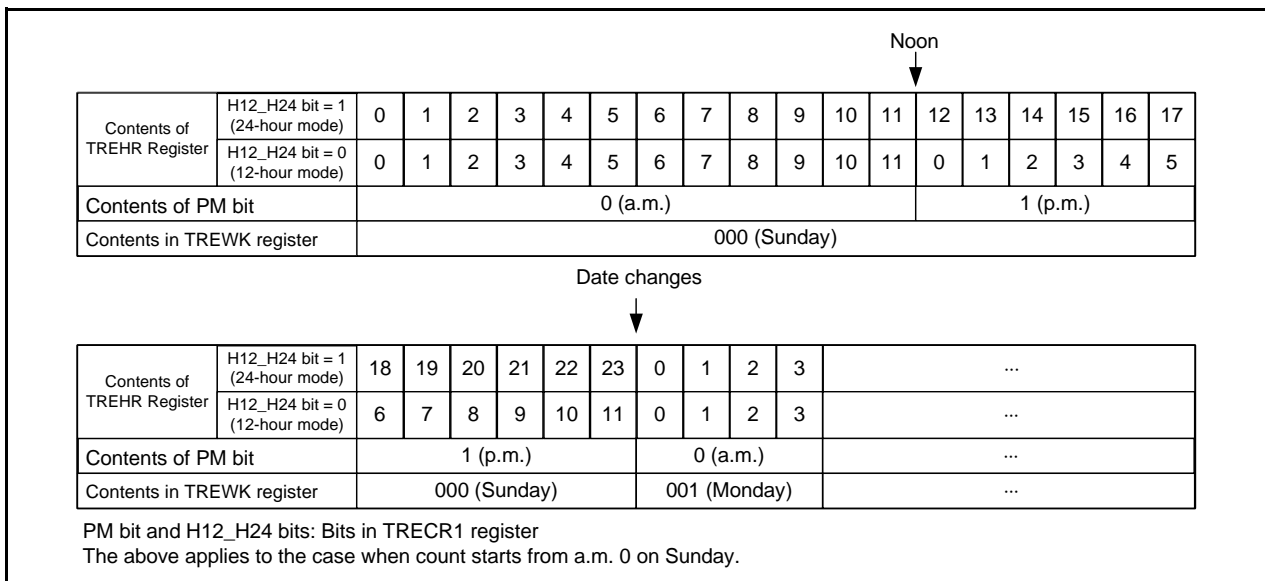 Noon
Contents of TREHR Register
H12_H24 bit = 1 (24-hour mode) 0 1 2 3 4 5 6 7 8 9 10 11 12 13 14 15 16 17
H12_H24 bit = 0 (12-hour mode) 0 1 2 3 4 5 6 7 8 9 10 11 0 1 2 3 4 5
Contents of PM bit 0 (a.m.) 1 (p.m.)
Contents in TREWK register 000 (Sunday)
Date changes
Contents of TREHR Register
H12_H24 bit = 1 (24-hour mode) 18 19 20 21 22 23 0 1 2 3 ...
H12_H24 bit = 0 (12-hour mode) 6 7 8 9 10 11 0 1 2 3 ...
Contents of PM bit 1 (p.m.) 0 (a.m.) ...
Contents in TREWK register 000 (Sunday) 001 (Monday) ...
PM bit and H12_H24 bits: Bits in TRECR1 register
The above applies to the case when count starts from a.m. 0 on Sunday.